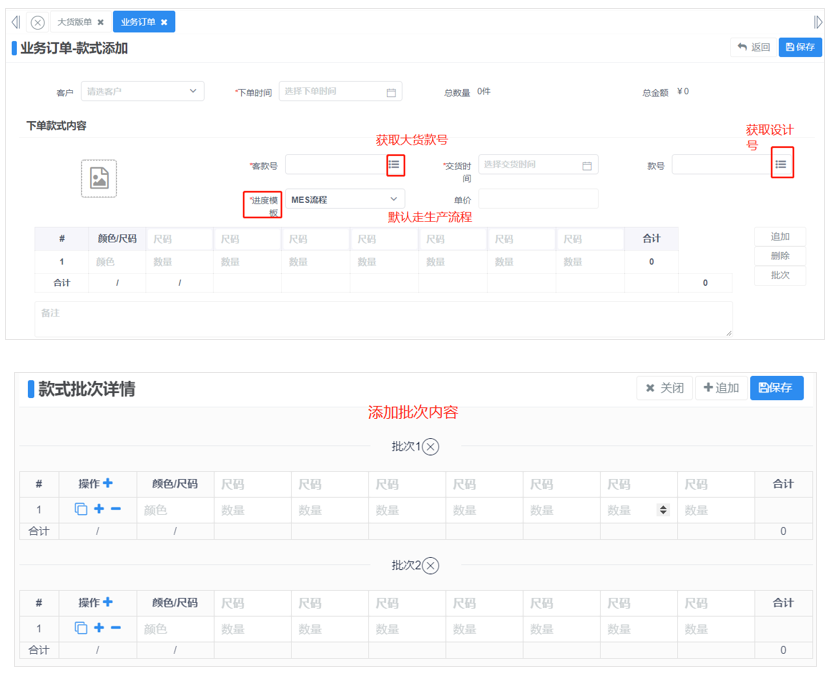 大货版单 ✖ 业务订单 ✖
业务订单-款式添加 返回 保存
客户 请选客户 *下单时间 选择下单时间 总数量 0件 总金额 ¥0
下单款式内容
获取大货款号
获取设计
号
*客款号 *交货时 选择交货时间 款号
间
*进度模 MES流程 单价
板
默认走生产流程
# 颜色/尺码 尺码 尺码 尺码 尺码 尺码 尺码 尺码 合计 追加
1 颜色 数量 数量 数量 数量 数量 数量 数量 0 删除
合计 / / 0 批次
备注
款式批次详情 ✖ 关闭 +追加 保存
添加批次内容
批次1
# 操作+ 颜色/尺码 尺码 尺码 尺码 尺码 尺码 尺码 尺码 合计
1 颜色 数量 数量 数量 数量 数量 数量 数量
合计 / / 0
批次2
# 操作+ 颜色/尺码 尺码 尺码 尺码 尺码 尺码 尺码 尺码 合计
1 颜色 数量 数量 数量 数量 数量 数量 数量
合计 / / 0